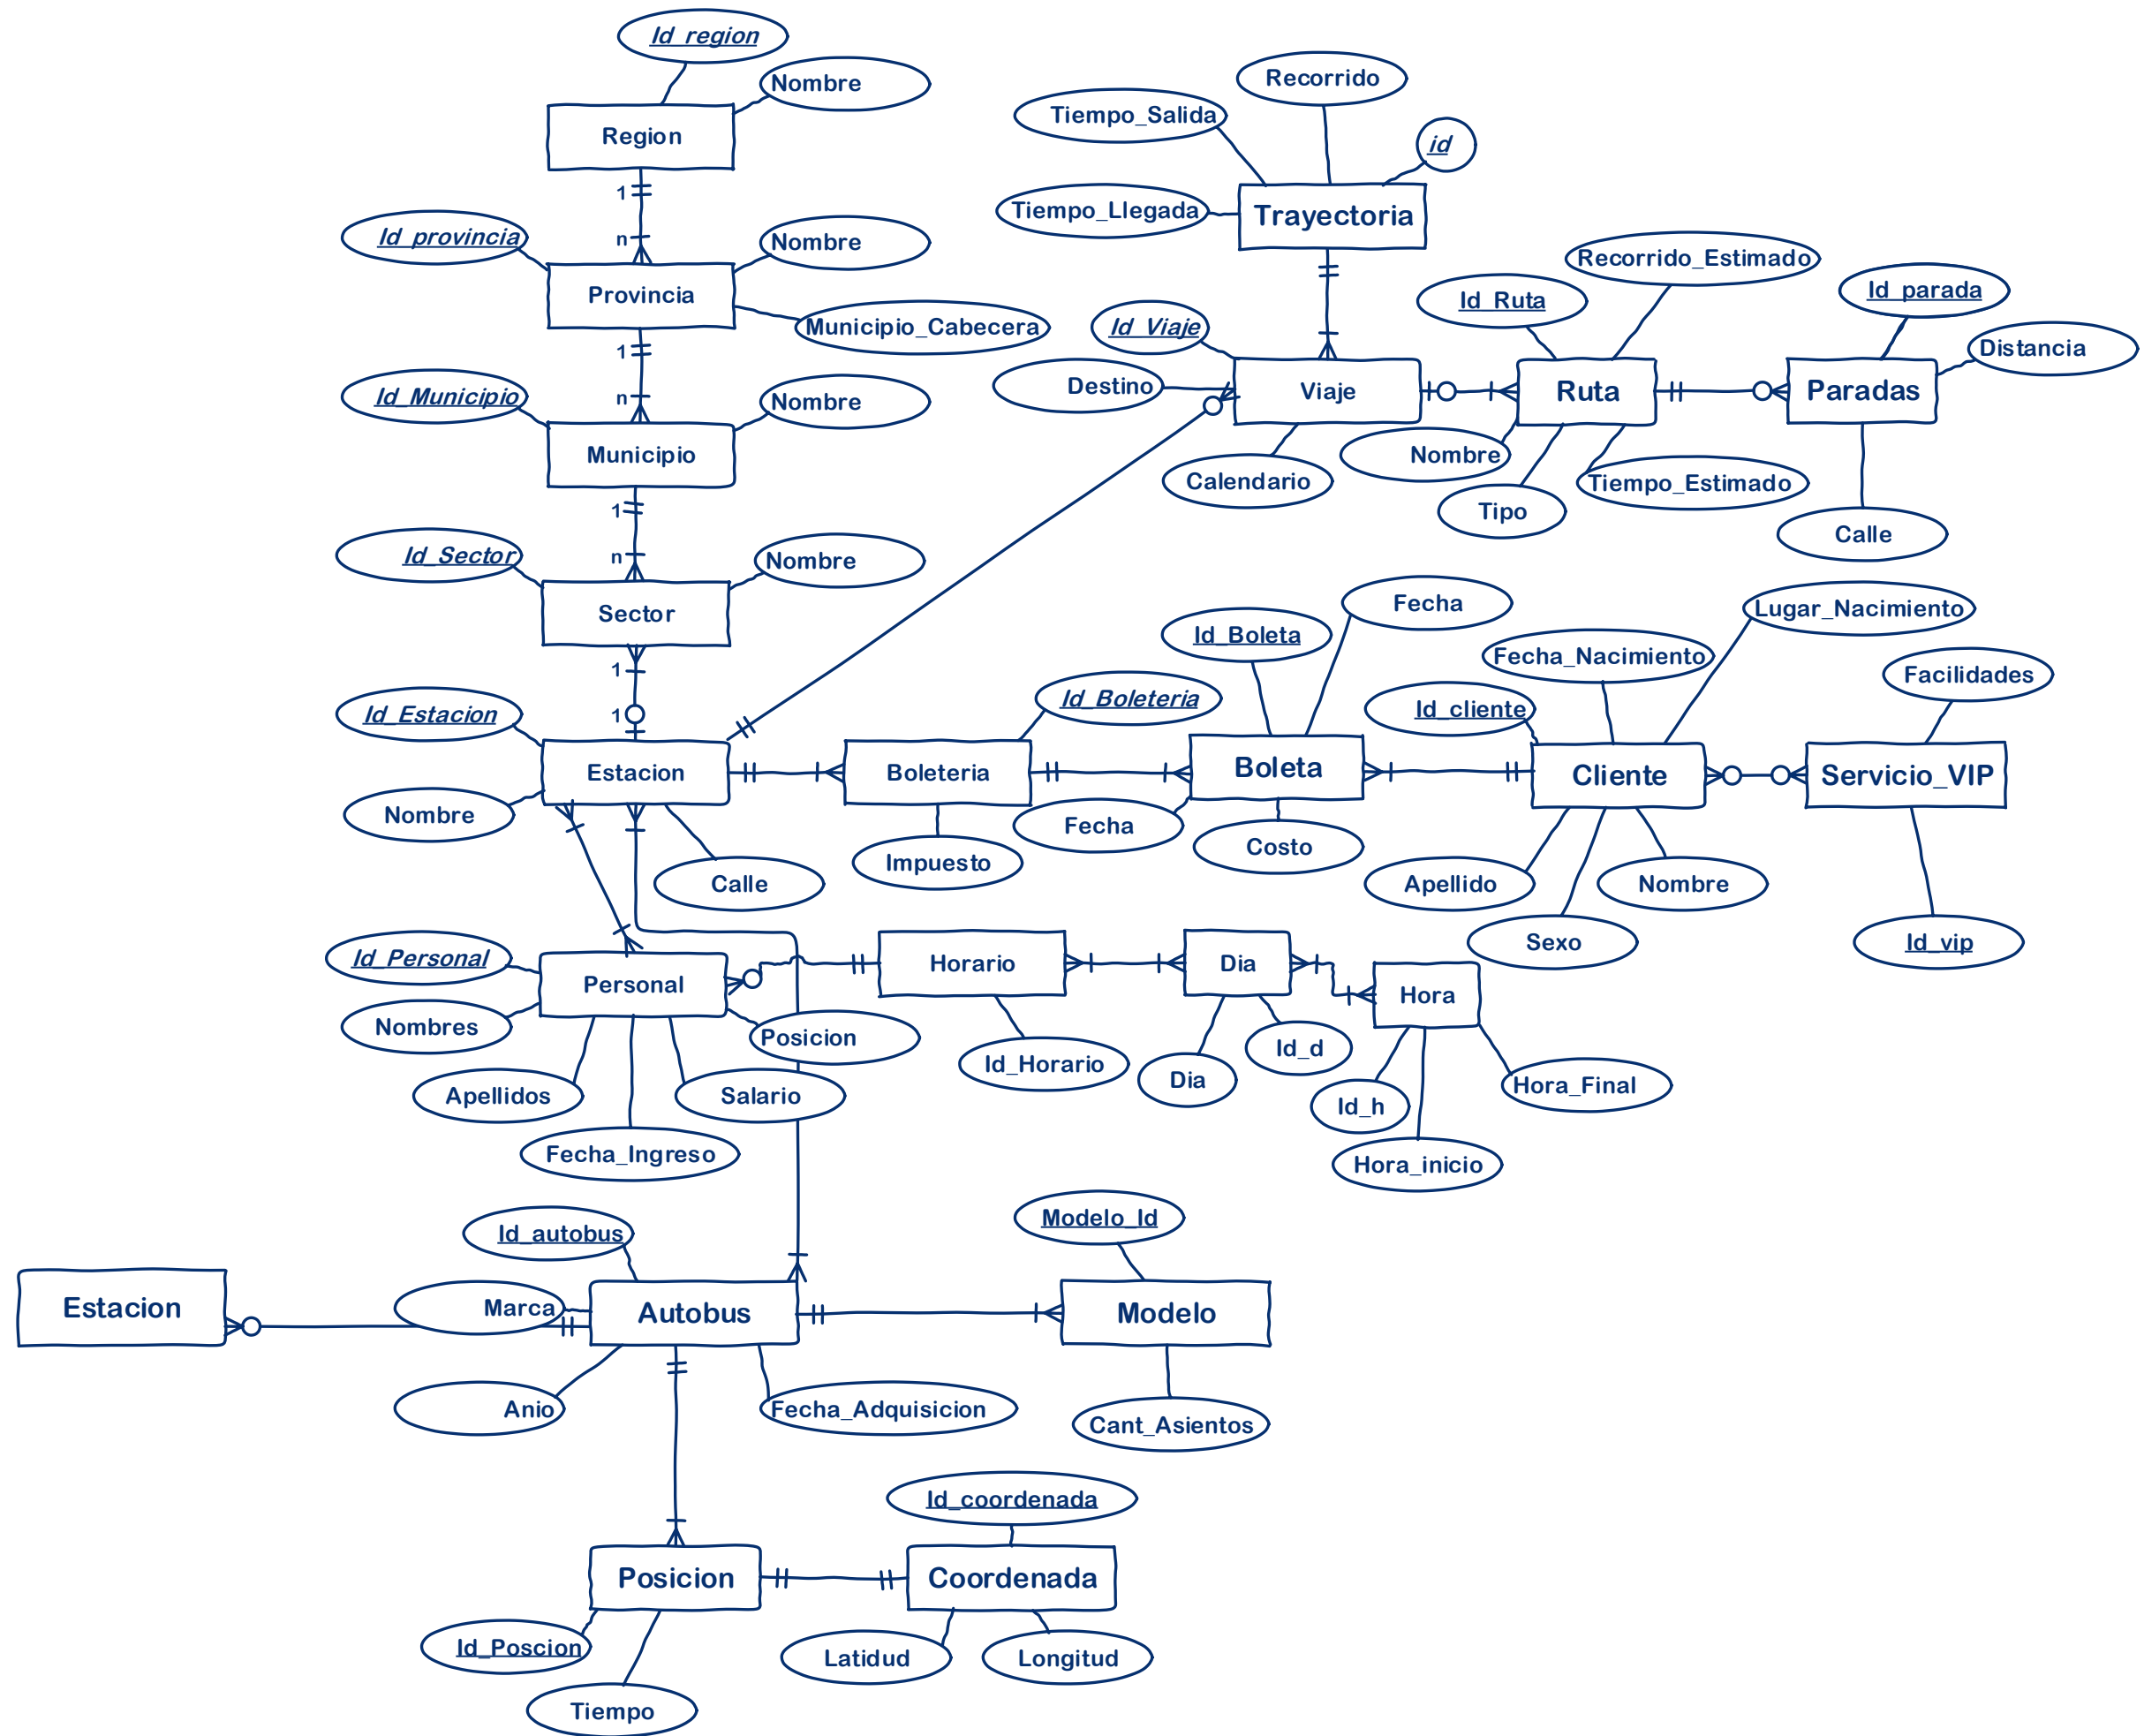 Id_region
Nombre
Region
1
n
Id_provincia
Nombre
Provincia
Municipio_Cabecera
1
n
Id_Municipio
Nombre
Municipio
1
n
Id_Sector
Nombre
Sector
1
1
Id_Estacion
Estacion
Nombre
Calle
Recorrido
Tiempo_Salida
id
Tiempo_Llegada
Trayectoria
Id_Viaje
Destino
Viaje
Calendario
Recorrido_Estimado
Id_Ruta
Ruta
Nombre
Tipo
Tiempo_Estimado
Id_parada
Distancia
Paradas
Calle
Id_Boleteria
Boleteria
Impuesto
Fecha
Id_Boleta
Boleta
Fecha
Costo
Lugar_Nacimiento
Fecha_Nacimiento
Id_cliente
Cliente
Apellido
Nombre
Sexo
Facilidades
Servicio_VIP
Id_vip
Id_Personal
Personal
Nombres
Posicion
Apellidos
Salario
Fecha_Ingreso
Horario
Id_Horario
Dia
Id_d
Dia
Hora
Id_h
Hora_Final
Hora_inicio
Id_autobus
Marca
Estacion
Autobus
Anio
Fecha_Adquisicion
Modelo_Id
Modelo
Cant_Asientos
Posicion
Id_Poscion
Tiempo
Id_coordenada
Coordenada
Latidud
Longitud